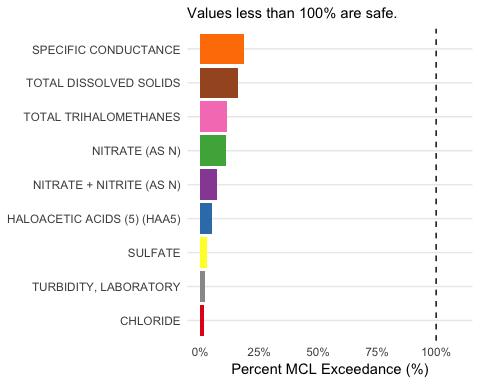 Values less than 100% are safe.
SPECIFIC CONDUCTANCE
TOTAL DISSOLVED SOLIDS
TOTAL TRIHALOMETHANES
NITRATE (AS N)
NITRATE + NITRITE (AS N)
HALOACETIC ACIDS (5) (HAA5)
SULFATE
TURBIDITY, LABORATORY
CHLORIDE
0% 25% 50% 75% 100%
Percent MCL Exceedance (%)